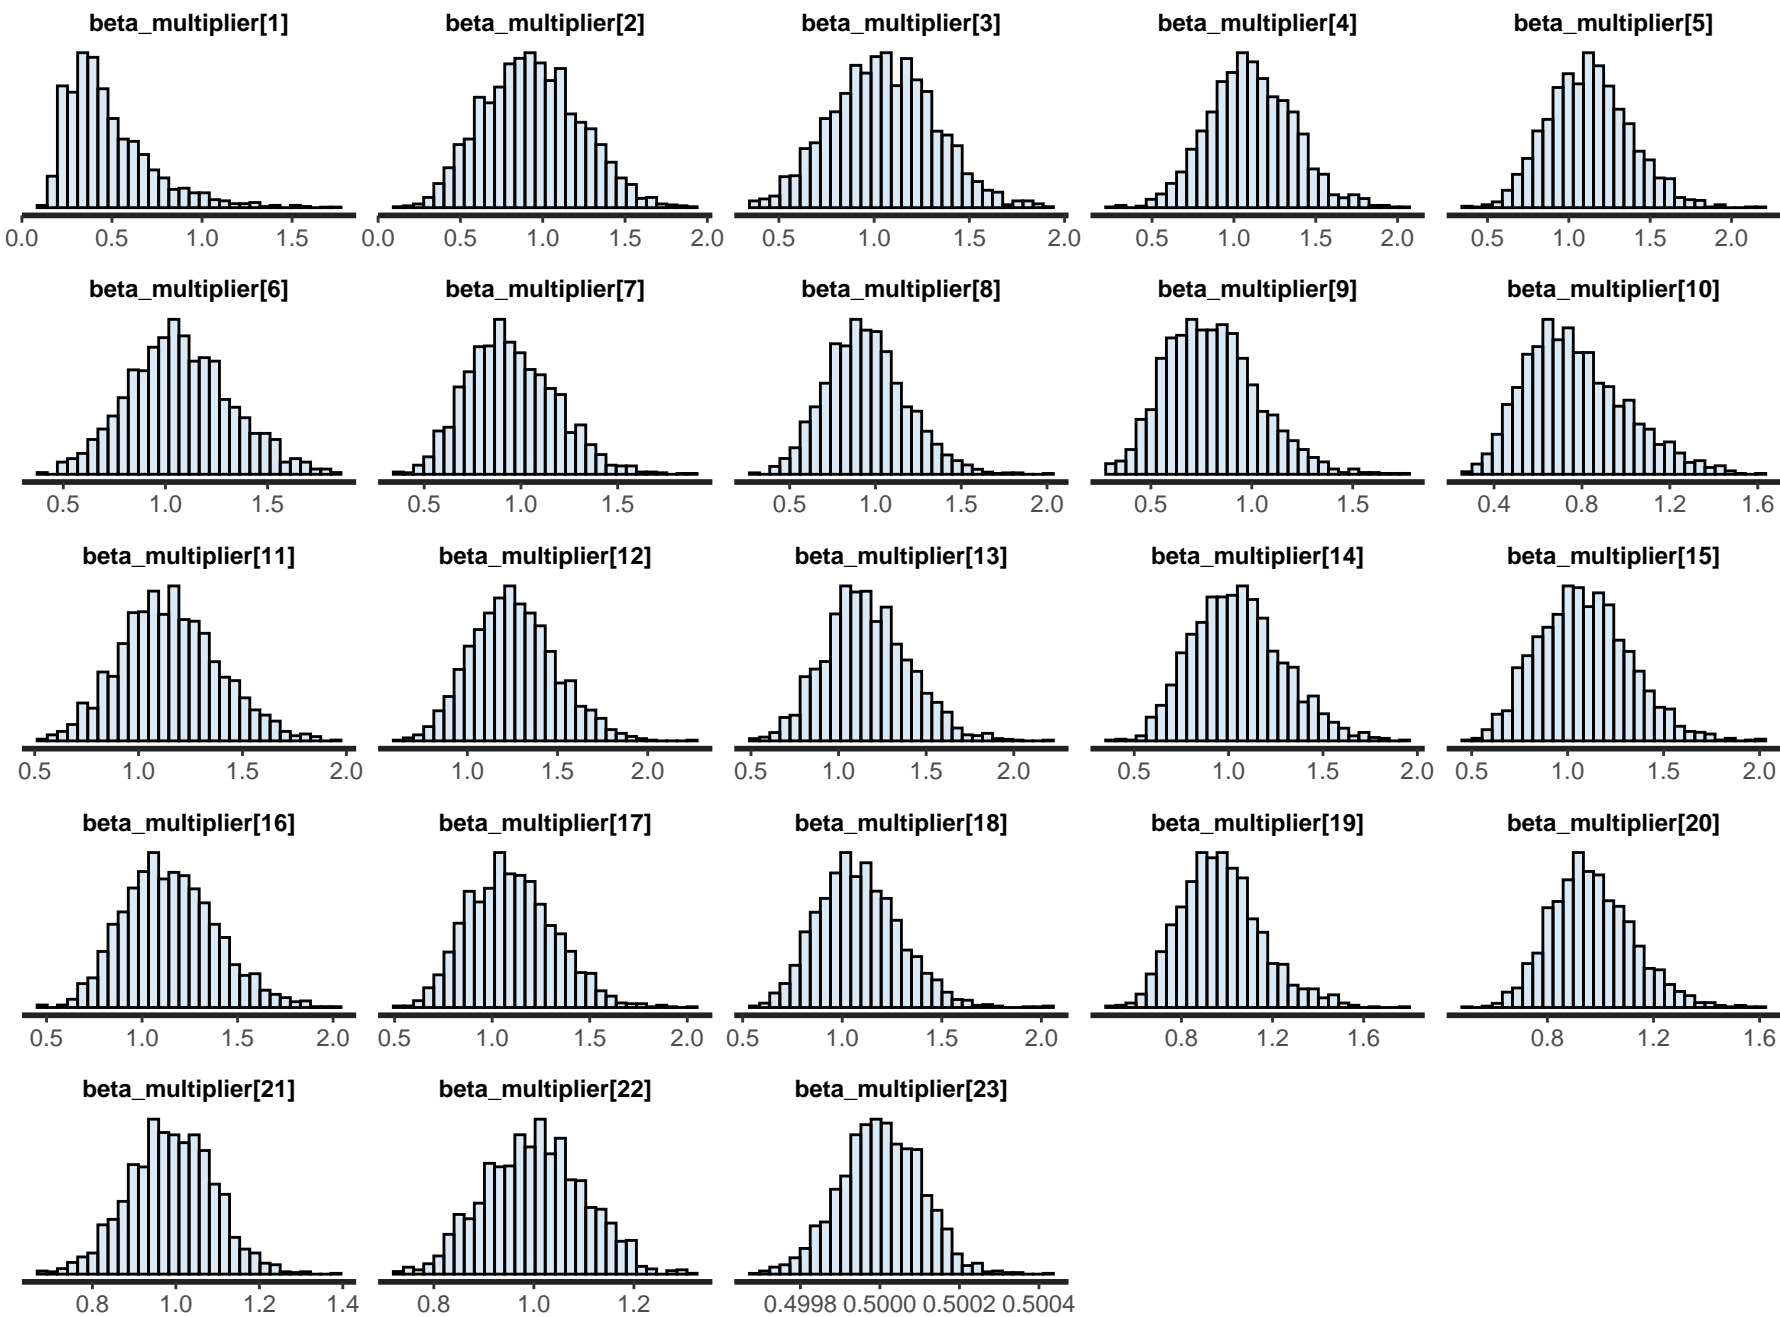 beta_multiplier[1] beta_multiplier[2] beta_multiplier[3] beta_multiplier[4] beta_multiplier[5]
0.0 0.5 1.0 1.5 0.0 0.5 1.0 1.5 2.0 0.5 1.0 1.5 2.0 0.5 1.0 1.5 2.0 0.5 1.0 1.5 2.0
beta_multiplier[6] beta_multiplier[7] beta_multiplier[8] beta_multiplier[9] beta_multiplier[10]
0.5 1.0 1.5 0.5 1.0 1.5 0.5 1.0 1.5 2.0 0.5 1.0 1.5 0.4 0.8 1.2 1.6
beta_multiplier[11] beta_multiplier[12] beta_multiplier[13] beta_multiplier[14] beta_multiplier[15]
0.5 1.0 1.5 2.0 1.0 1.5 2.0 0.5 1.0 1.5 2.0 0.5 1.0 1.5 2.0 0.5 1.0 1.5 2.0
beta_multiplier[16] beta_multiplier[17] beta_multiplier[18] beta_multiplier[19] beta_multiplier[20]
0.5 1.0 1.5 2.0 0.5 1.0 1.5 2.0 0.5 1.0 1.5 2.0 0.8 1.2 1.6 0.8 1.2 1.6
beta_multiplier[21] beta_multiplier[22] beta_multiplier[23]
0.8 1.0 1.2 1.4 0.8 1.0 1.2 0.4998 0.5000 0.5002 0.5004